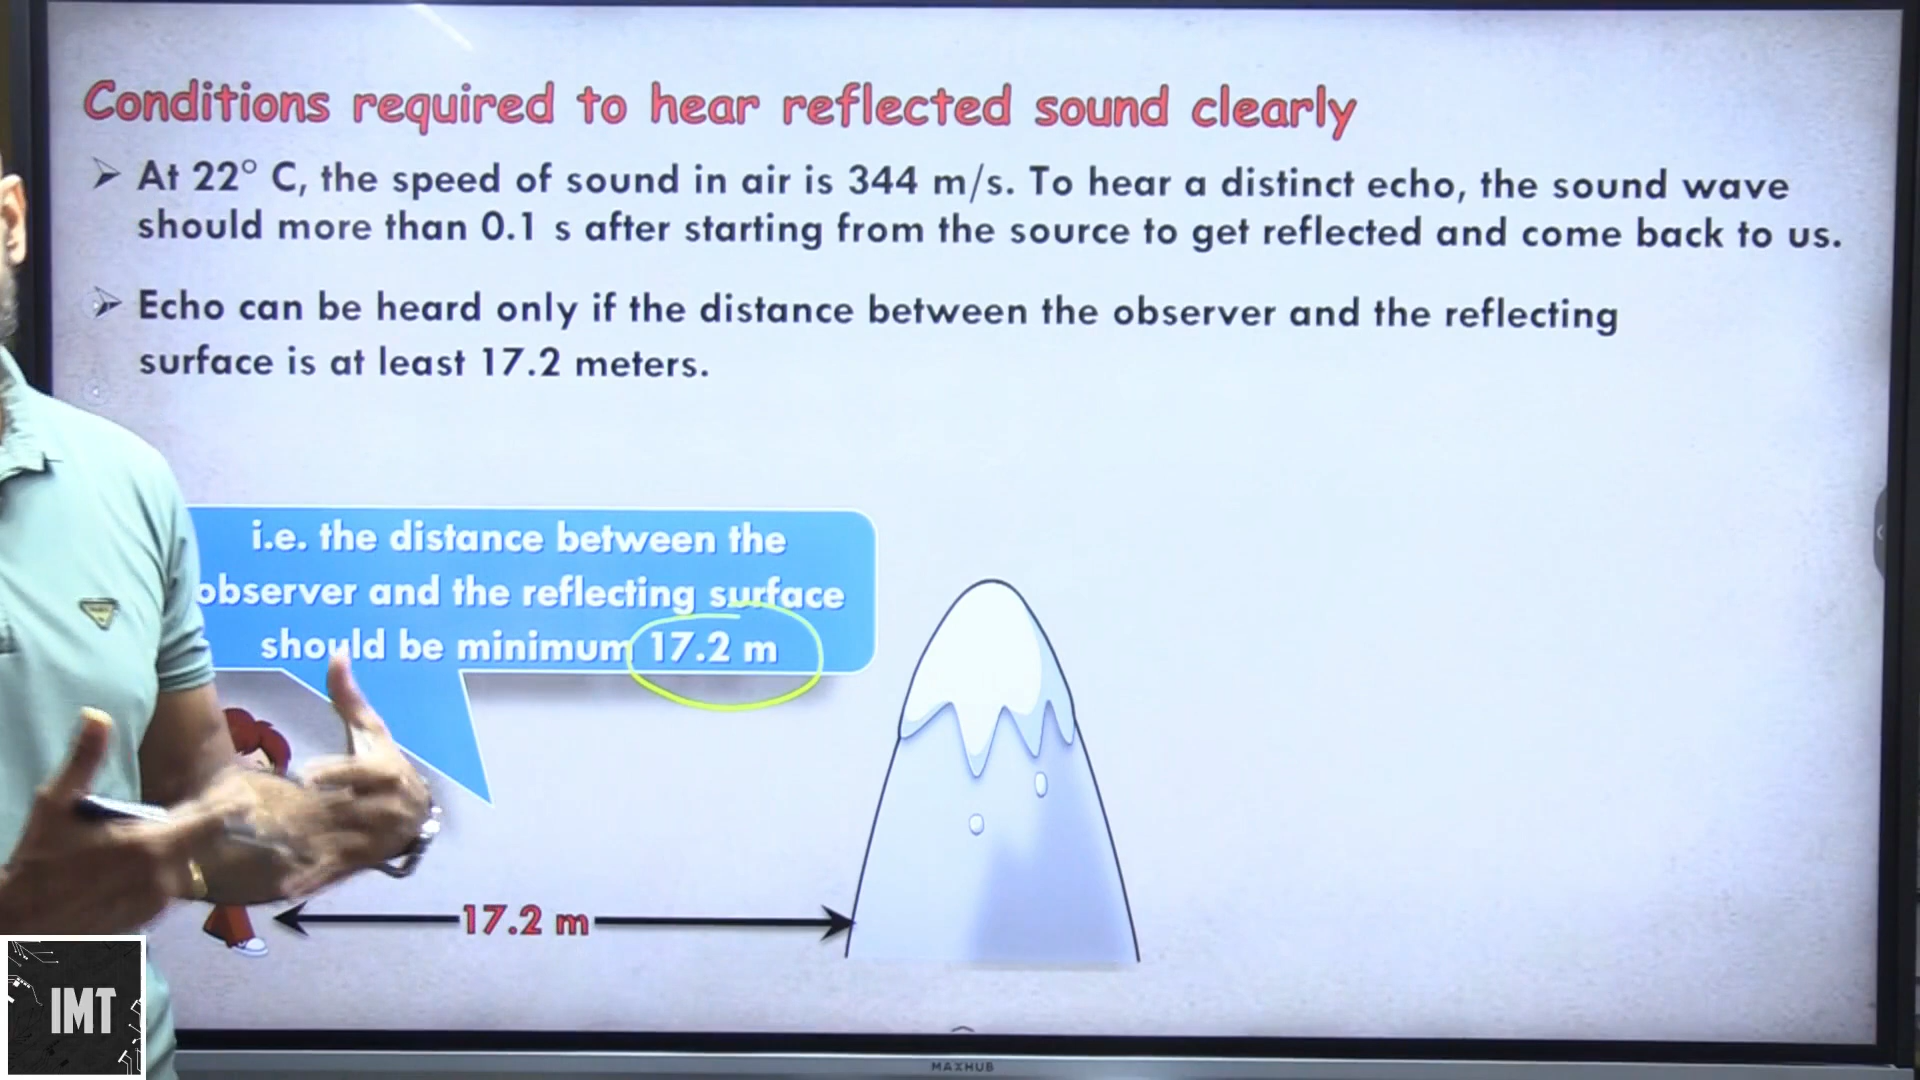 Conditions required to hear reflected sound clearly
At 22° C, the speed of sound in air is 344 m/s. To hear a distinct echo, the sound wave
should more than 0.1 s after starting from the source to get reflected and come back to us.
Echo can be heard only if the distance between the observer and the reflecting
surface is at least 17.2 meters.
i.e. the distance between the
observer and the reflecting surface
should be minimum 17.2 m
17.2 m
IMT
MAXHUB